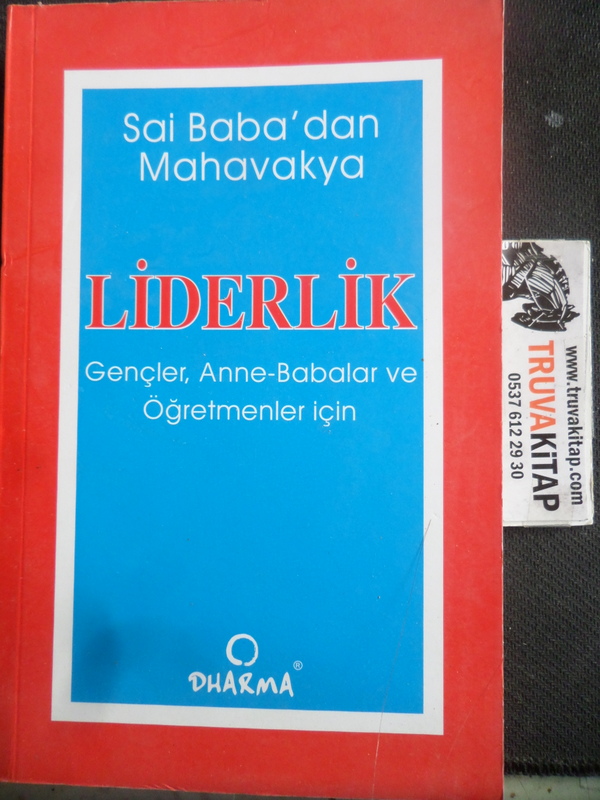 Sai Baba'dan
Mahavakya
LİDERLİK
Gençler, Anne-Babalar ve
Öğretmenler için
DHARMA®
www.truvakitap.com
TRUVAKİTAP
0537 612 29 30